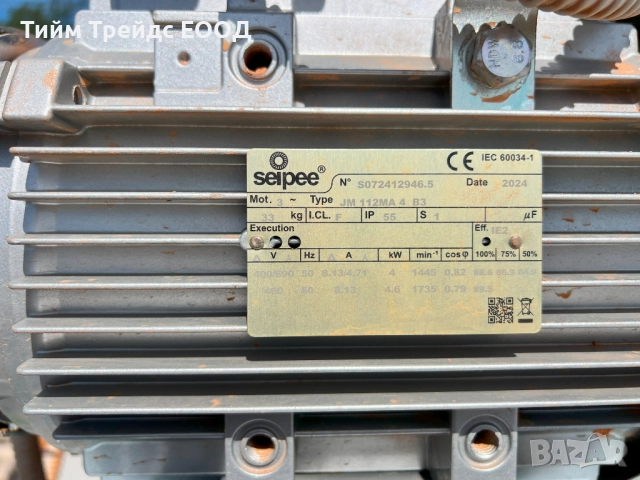 Тийм Трейдс ЕООД
8.8
seipee® CE IEC 60034-1
N° S072412946.5 Date 2024
Mot. 3 ~ Type JM 112MA 4 B3
33 kg I.CL. F IP 55 S 1 µF
Execution Eff. IE2
V Hz A kW min⁻¹ cosφ 100% 75% 50%
400/690 50 8.13/4.71 4 1445 0.82
460 60 8.13 4.6 1735 0.79
BAZAR